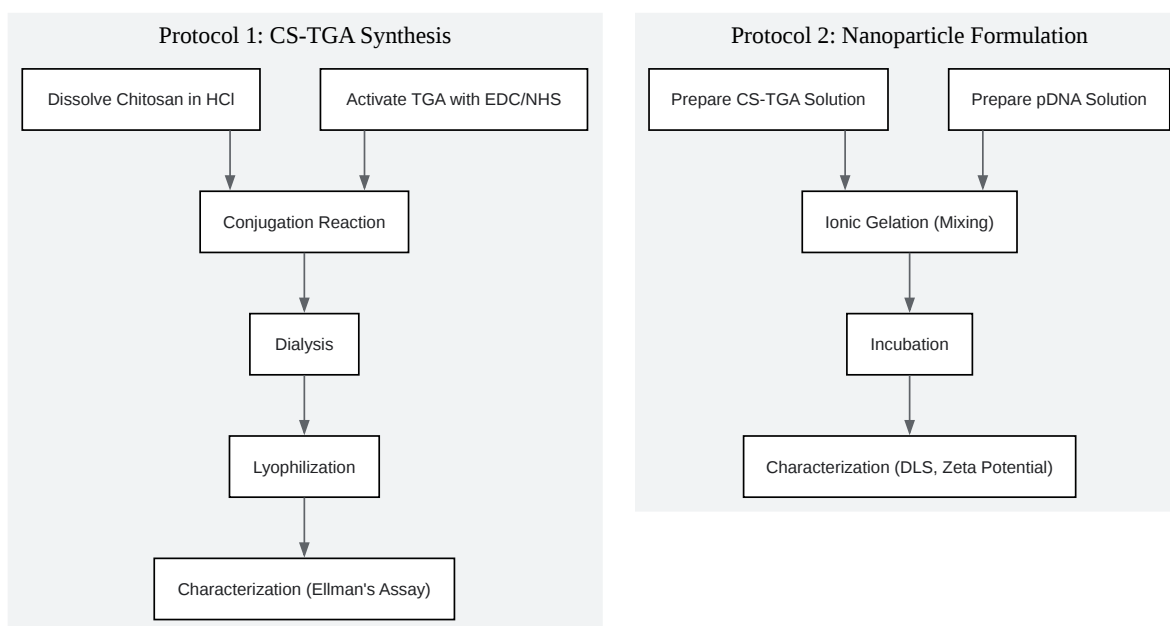 Protocol 1: CS-TGA Synthesis
Dissolve Chitosan in HCl
Activate TGA with EDC/NHS
Conjugation Reaction
Dialysis
Lyophilization
Characterization (Ellman's Assay)
Protocol 2: Nanoparticle Formulation
Prepare CS-TGA Solution
Prepare pDNA Solution
Ionic Gelation (Mixing)
Incubation
Characterization (DLS, Zeta Potential)